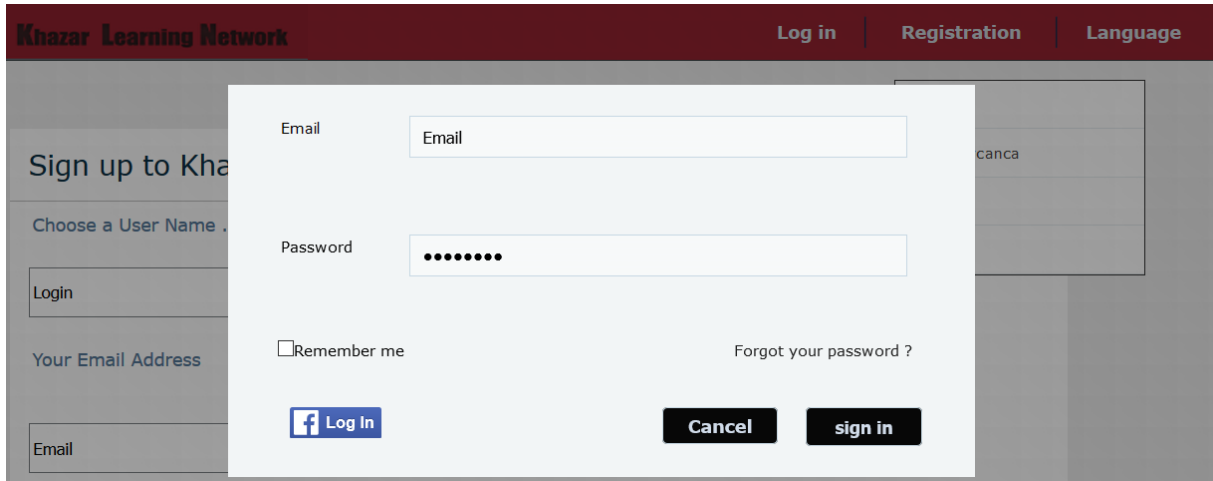 Khazar Learning Network
Log in
Registration
Language
Sign up to Kha
Choose a User Name .
Login
Your Email Address
Email
canca
Email
Email
Password
••••••••
Remember me
Forgot your password ?
f Log In
Cancel
sign in